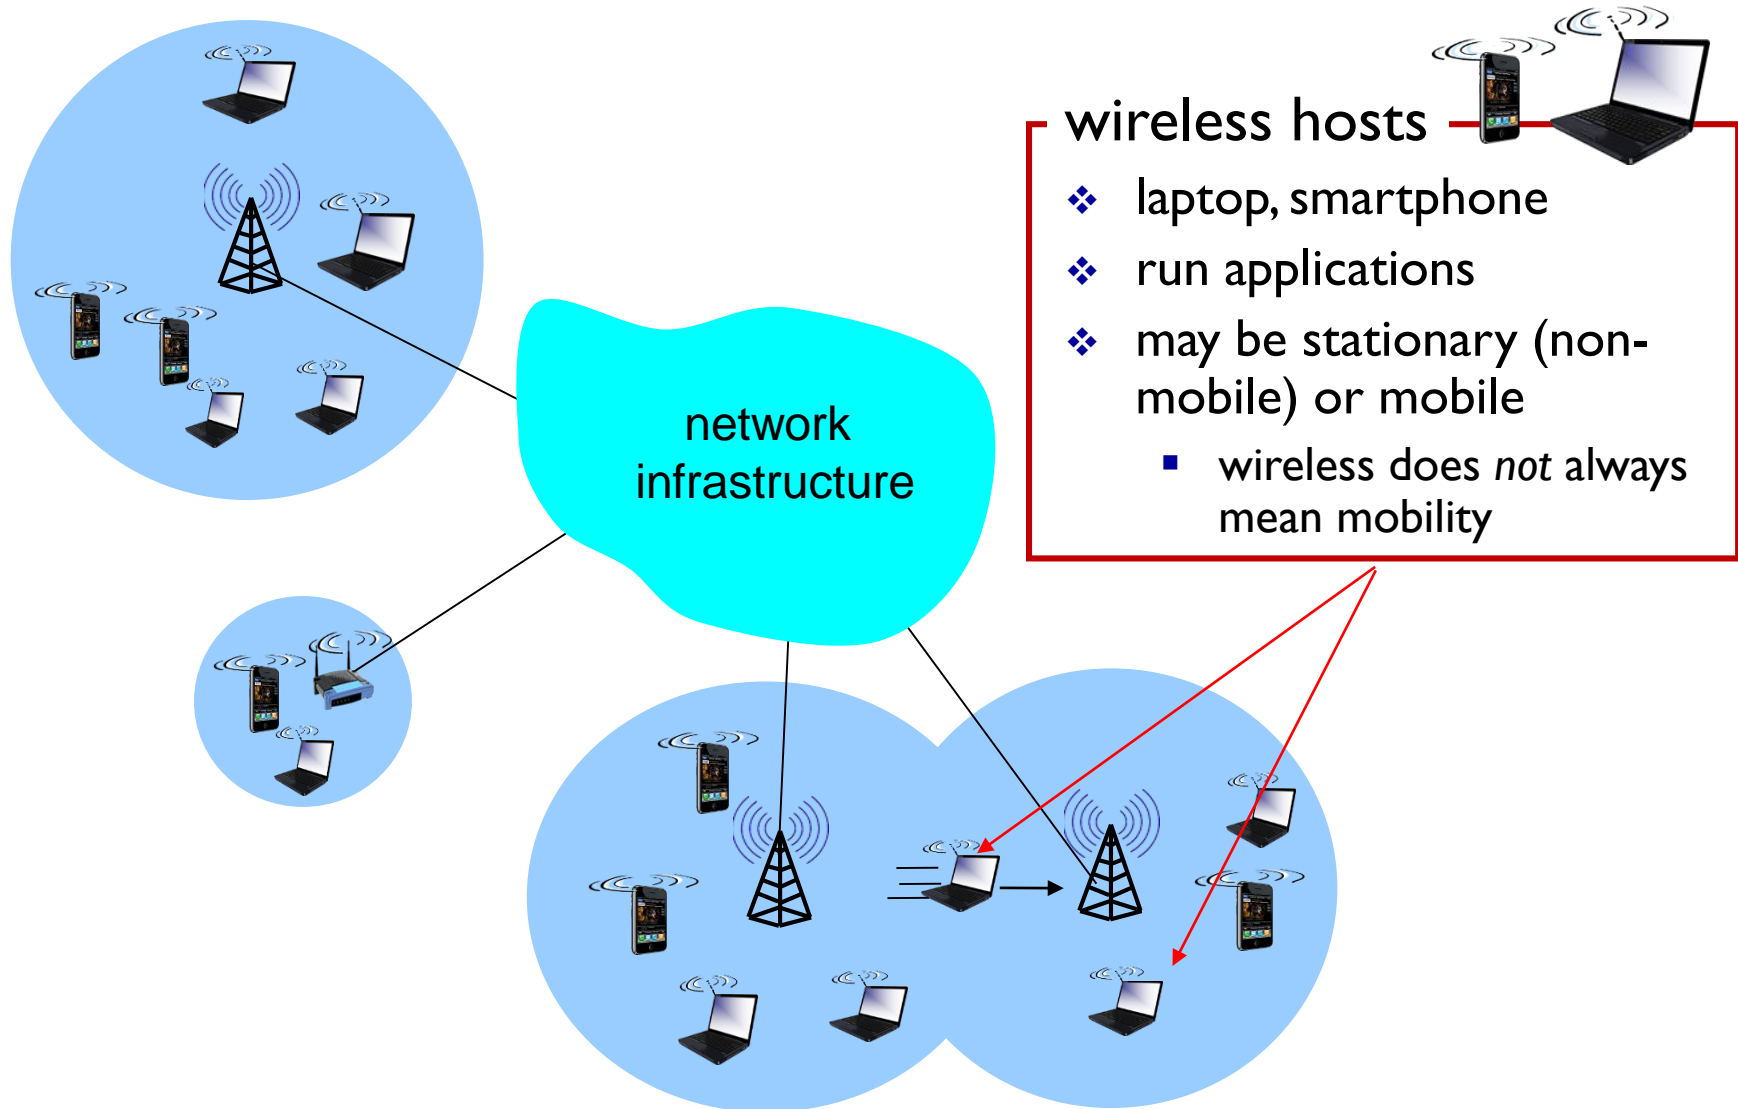 wireless hosts
❖ laptop, smartphone
❖ run applications
❖ may be stationary (non-
mobile) or mobile
▪ wireless does not always
mean mobility
network
infrastructure